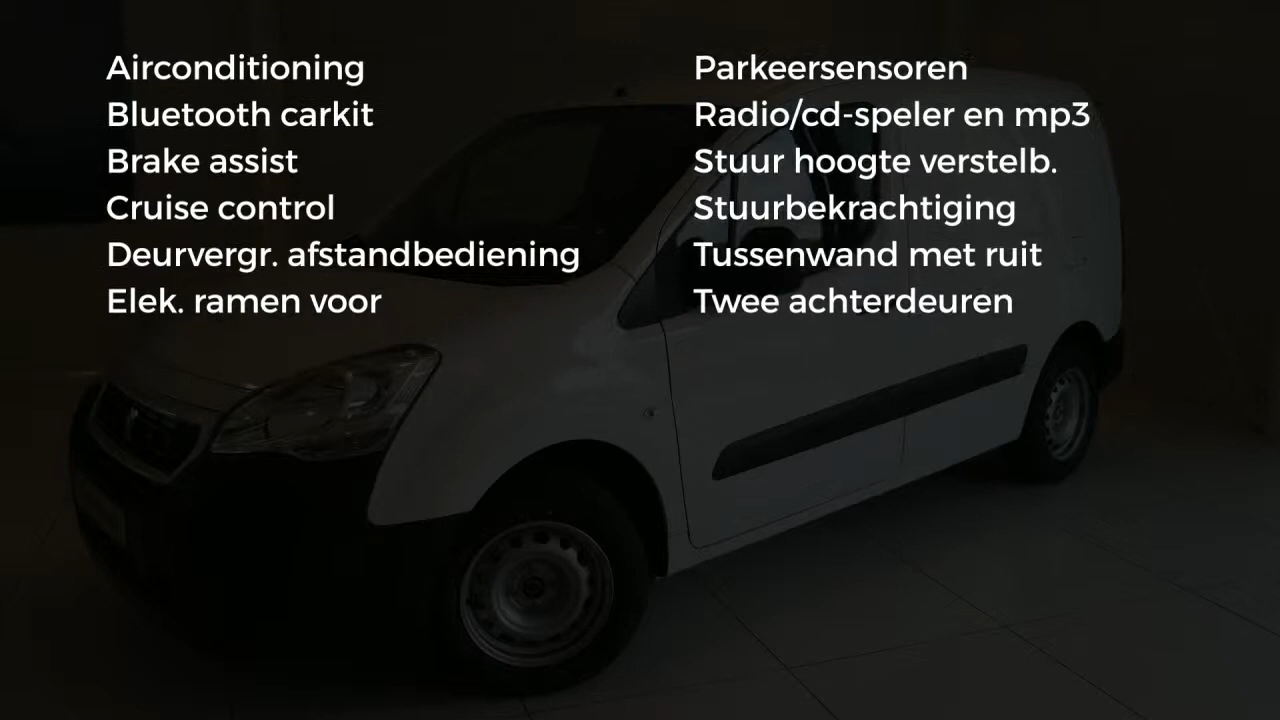 Airconditioning
Bluetooth carkit
Brake assist
Cruise control
Deurvergr. afstandbediening
Elek. ramen voor
Parkeersensoren
Radio/cd-speler en mp3
Stuur hoogte verstelb.
Stuurbekrachtiging
Tussenwand met ruit
Twee achterdeuren